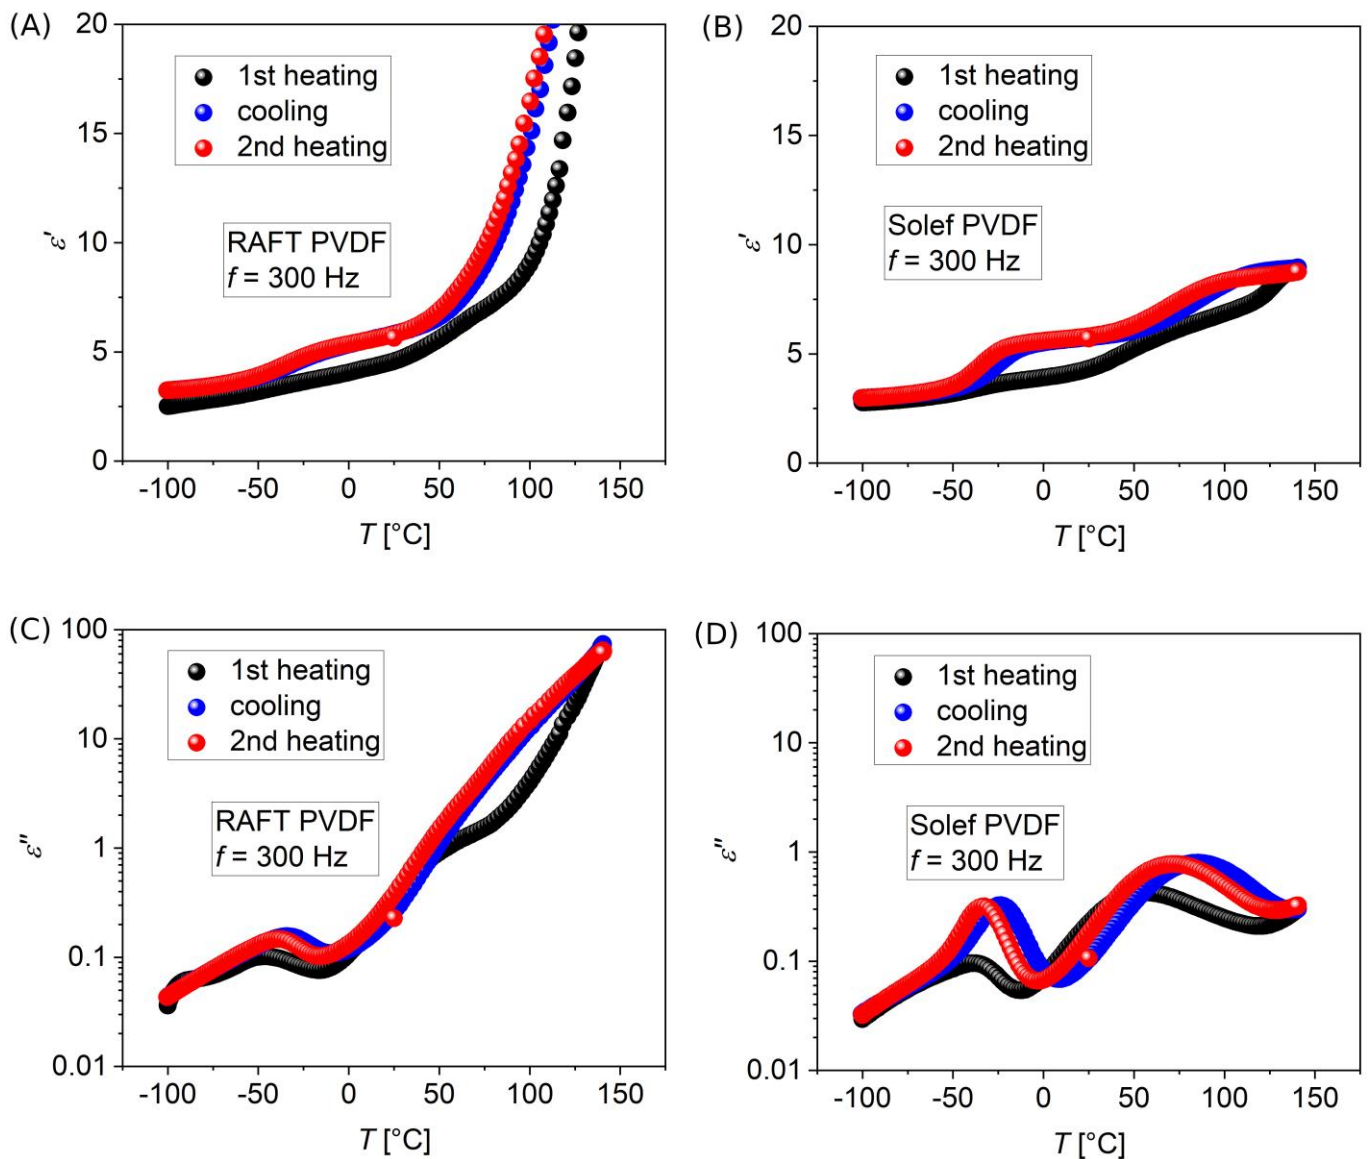 (A)
20
15
10
5
0
ε'
1st heating
cooling
2nd heating
RAFT PVDF
f = 300 Hz
-100 -50 0 50 100 150
T [°C]
(B)
20
15
10
5
0
ε'
1st heating
cooling
2nd heating
Solef PVDF
f = 300 Hz
-100 -50 0 50 100 150
T [°C]
(C)
100
10
1
0.1
0.01
ε"
1st heating
cooling
2nd heating
RAFT PVDF
f = 300 Hz
-100 -50 0 50 100 150
T [°C]
(D)
100
10
1
0.1
0.01
ε"
1st heating
cooling
2nd heating
Solef PVDF
f = 300 Hz
-100 -50 0 50 100 150
T [°C]